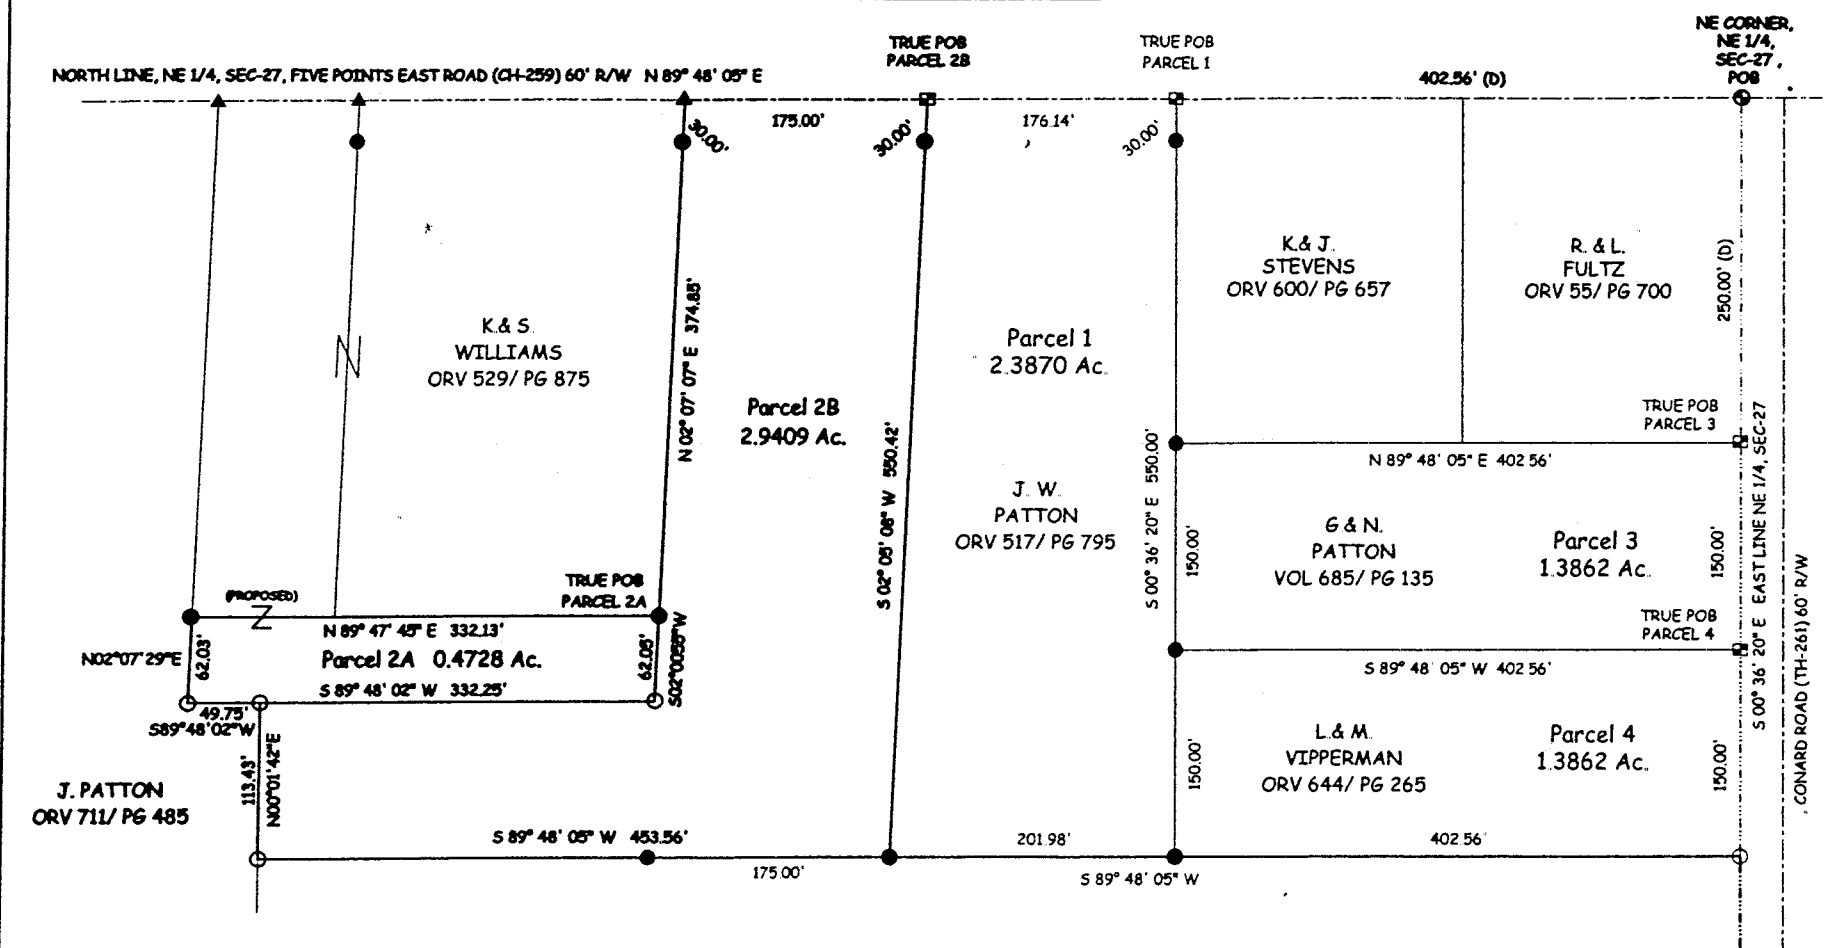 NE CORNER,
NE 1/4,
SEC-27,
POB
TRUE POB
PARCEL 2B
TRUE POB
PARCEL 1
NORTH LINE, NE 1/4, SEC-27, FIVE POINTS EAST ROAD (CH-259) 60' R/W N 89° 48' 05" E
402.56' (D)
30.00'
175.00'
30.00'
176.14'
30.00'
K.& S.
WILLIAMS
ORV 529/ PG 875
N 02° 07' 07" E 374.85'
Parcel 2B
2.9409 Ac.
S 02° 05' 08" W 550.42'
Parcel 1
2.3870 Ac.
J. W.
PATTON
ORV 517/ PG 795
S 00° 36' 20" E 550.00'
K.& J.
STEVENS
ORV 600/ PG 657
R. & L.
FULTZ
ORV 55/ PG 700
250.00' (D)
TRUE POB
PARCEL 3
N 89° 48' 05" E 402.56'
150.00'
G & N.
PATTON
VOL 685/ PG 135
Parcel 3
1.3862 Ac.
150.00'
S 00° 36' 20" E EAST LINE NE 1/4, SEC-27
CONARD ROAD (TH-261) 60' R/W
TRUE POB
PARCEL 4
S 89° 48' 05" W 402.56'
150.00'
L.& M.
VIPPERMAN
ORV 644/ PG 265
Parcel 4
1.3862 Ac.
150.00'
(PROPOSED)
TRUE POB
PARCEL 2A
N 89° 47' 45" E 332.13'
N02°07'29"E
62.03'
Parcel 2A 0.4728 Ac.
62.05'
S02°00'58"W
S 89° 48' 02" W 332.25'
49.75'
S89°48'02"W
113.43'
N00°01'42"E
J. PATTON
ORV 711/ PG 485
S 89° 48' 05" W 453.56'
175.00'
201.98'
S 89° 48' 05" W
402.56'